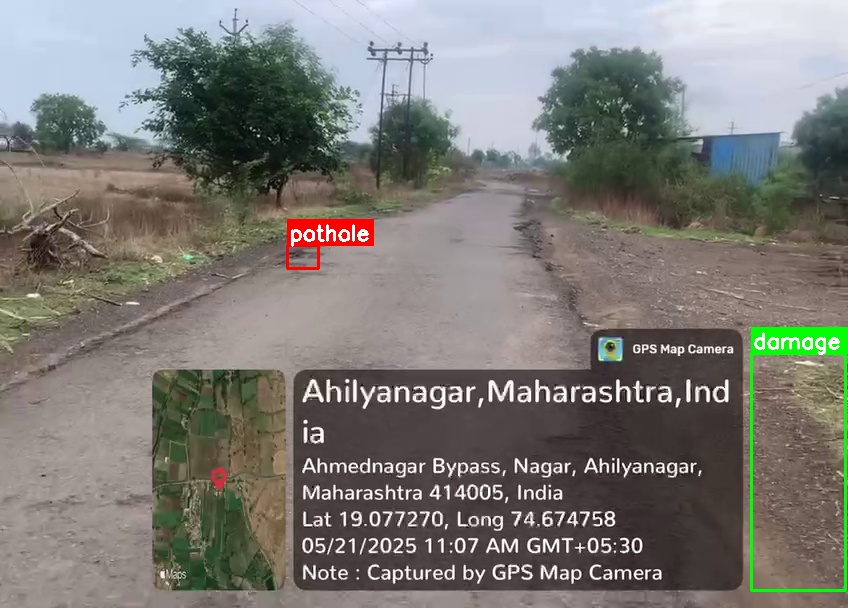 pothole
damage
GPS Map Camera
Ahilyanagar,Maharashtra,Ind
ia
Ahmednagar Bypass, Nagar, Ahilyanagar,
Maharashtra 414005, India
Lat 19.077270, Long 74.674758
05/21/2025 11:07 AM GMT+05:30
Note : Captured by GPS Map Camera
Maps